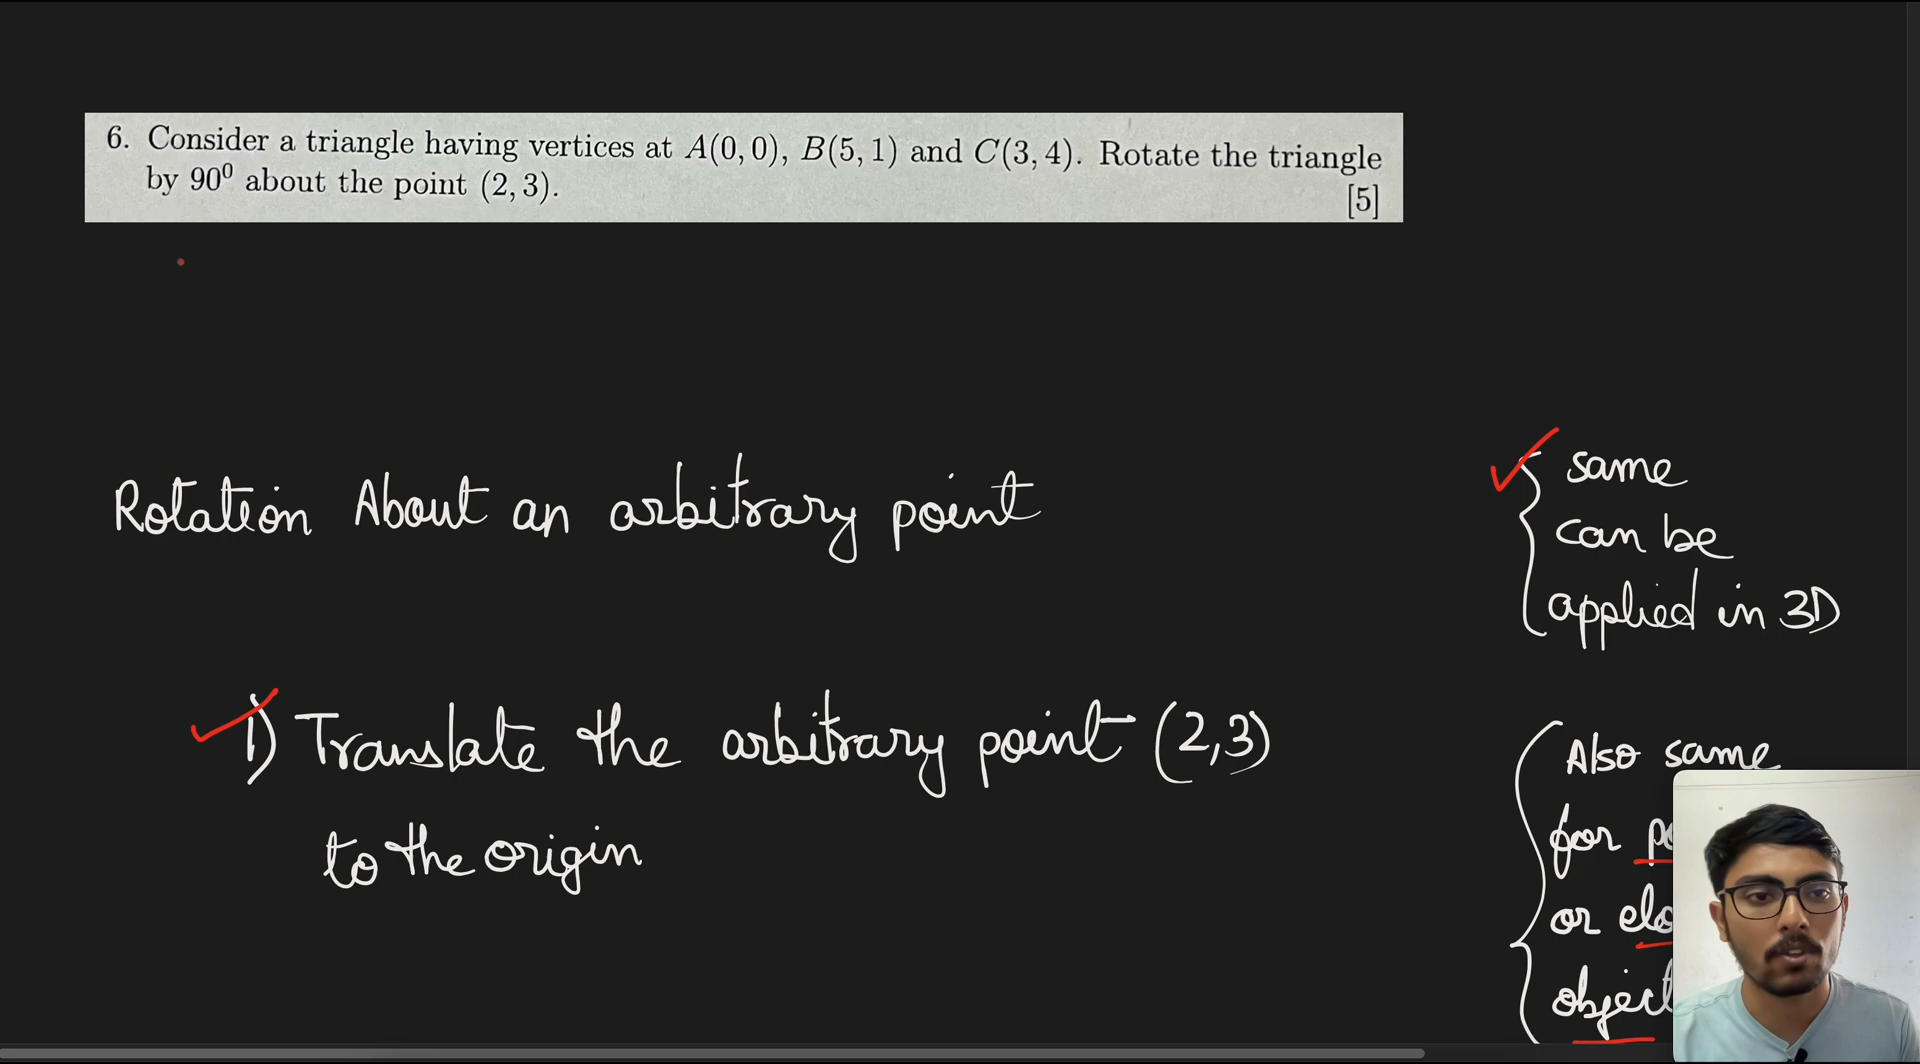 6. Consider a triangle having vertices at A(0, 0), B(5, 1) and C(3, 4). Rotate the triangle
by 90⁰ about the point (2, 3).
[5]
Rotation About an arbitrary point
1) Translate the arbitrary point (2,3)
to the origin
same
can be
applied in 3D
Also same
for
or
object